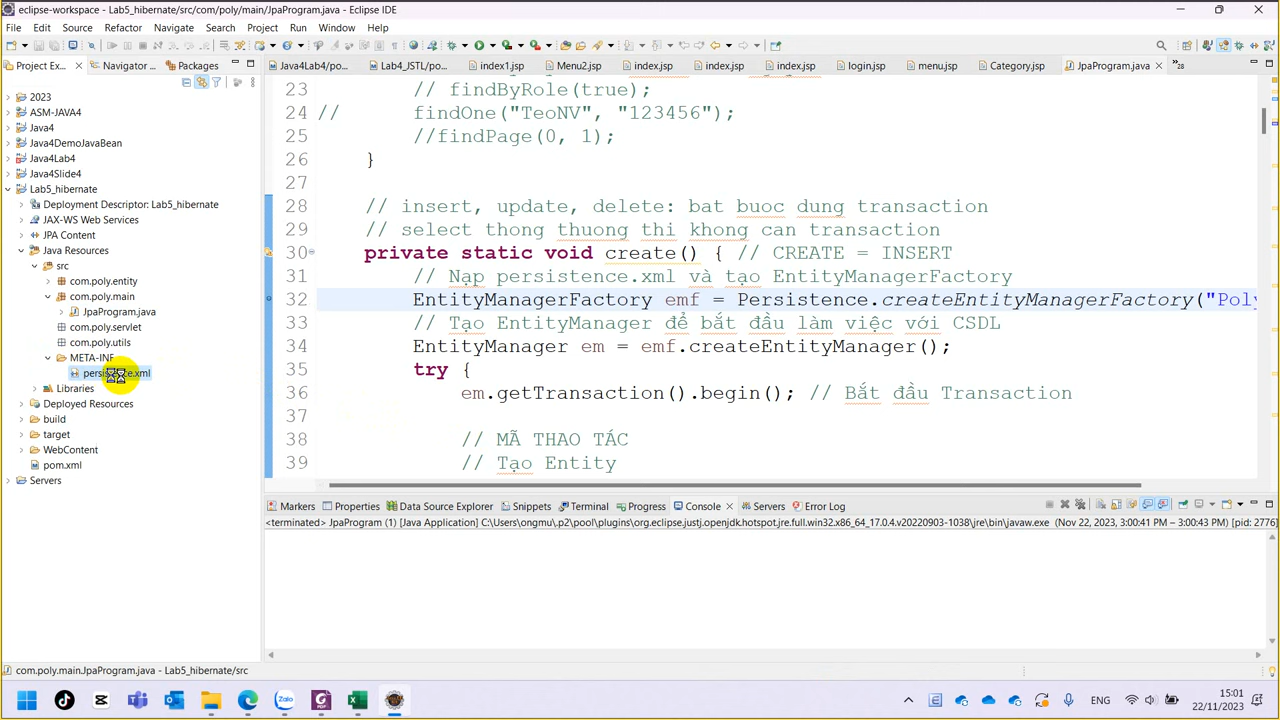 eclipse-workspace - Lab5_hibernate/src/com/poly/main/JpaProgram.java - Eclipse IDE
File Edit Source Refactor Navigate Search Project Run Window Help
Project Ex... Navigator ... Packages
Java4Lab4/po... Lab4_JSTL/po... index1.jsp Menu2.jsp index.jsp index.jsp index.jsp login.jsp menu.jsp Category.jsp JpaProgram.java »28
2023
ASM-JAVA4
Java4
Java4DemoJavaBean
Java4Lab4
Java4Slide4
Lab5_hibernate
Deployment Descriptor: Lab5_hibernate
JAX-WS Web Services
JPA Content
Java Resources
src
com.poly.entity
com.poly.main
JpaProgram.java
com.poly.servlet
com.poly.utils
META-INF
Libraries
Deployed Resources
build
target
WebContent
pom.xml
Servers
23 // findByRole(true);
24 // findOne("TeoNV", "123456");
25 //findPage(0, 1);
26 }
27
28 // insert, update, delete: bat buoc dung transaction
29 // select thong thuong thi khong can transaction
30 private static void create() { // CREATE = INSERT
31 // Nạp persistence.xml và tạo EntityManagerFactory
32 EntityManagerFactory emf = Persistence.createEntityManagerFactory("Poly
33 // Tạo EntityManager để bắt đầu làm việc với CSDL
34 EntityManager em = emf.createEntityManager();
35 try {
36 em.getTransaction().begin(); // Bắt đầu Transaction
37
38 // MÃ THAO TÁC
39 // Tạo Entity
Markers Properties Data Source Explorer Snippets Terminal Progress Console Servers Error Log
<terminated> JpaProgram (1) [Java Application] C:\Users\ongmu\.p2\pool\plugins\org.eclipse.justj.openjdk.hotspot.jre.full.win32.x86_64_17.0.4.v20220903-1038\jre\bin\javaw.exe (Nov 22, 2023, 3:00:41 PM – 3:00:43 PM) [pid: 2776]
com.poly.main.JpaProgram.java - Lab5_hibernate/src
Zalo
ENG
15:01
22/11/2023